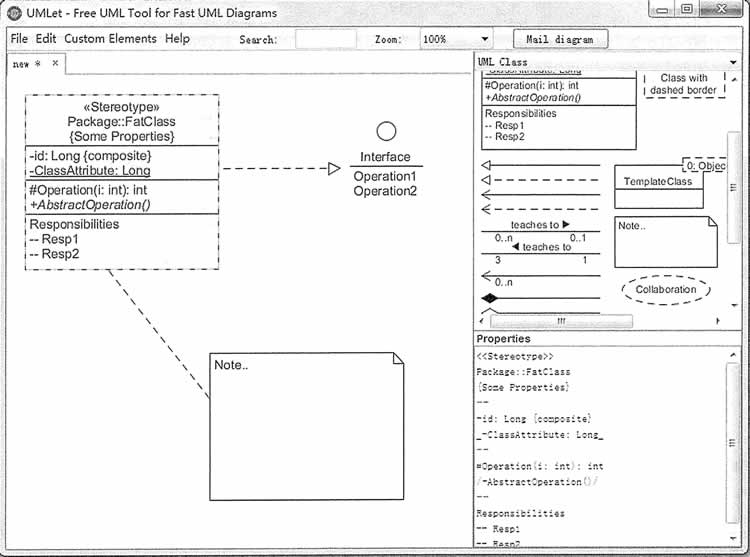 UMLet - Free UML Tool for Fast UML Diagrams
File Edit Custom Elements Help Search: Zoom: 100% Mail diagram
new * ×
«Stereotype»
Package::FatClass
{Some Properties}
-id: Long {composite}
-ClassAttribute: Long
#Operation(i: int): int
+AbstractOperation()
Responsibilities
-- Resp1
-- Resp2
Interface
Operation1
Operation2
Note..
UML Class
-ClassAttribute: Long
#Operation(i: int): int
+AbstractOperation()
Responsibilities
-- Resp1
-- Resp2
Class with
dashed border
0; Objec
TemplateClass
teaches to ▶
0..n 0..1
◀ teaches to
3 1
0..n
Note..
Collaboration
Properties
<<Stereotype>>
Package::FatClass
{Some Properties}
--
-id: Long {composite}
_-ClassAttribute: Long_
--
#Operation(i: int): int
/+AbstractOperation()/
--
Responsibilities
-- Resp1
-- Resp2